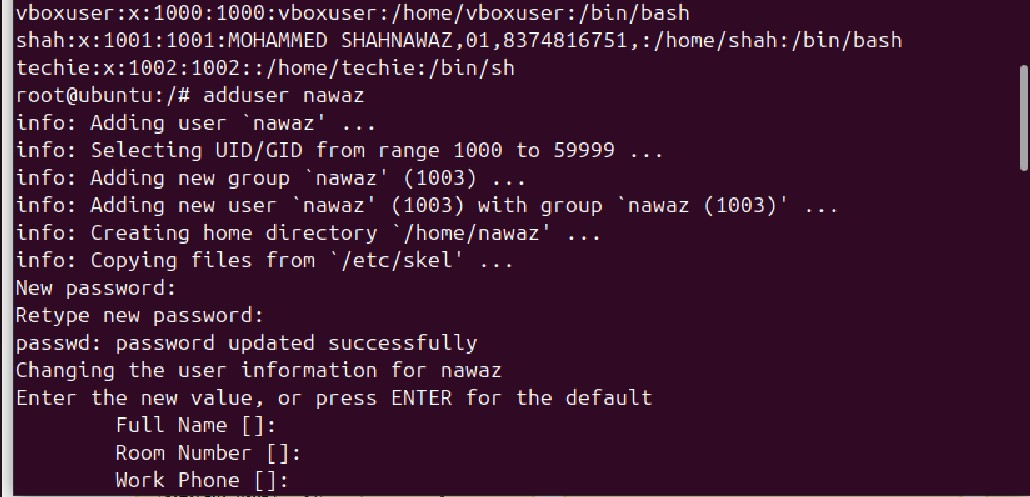 vboxuser:x:1000:1000:vboxuser:/home/vboxuser:/bin/bash
shah:x:1001:1001:MOHAMMED SHAHNAWAZ,01,8374816751,:/home/shah:/bin/bash
techie:x:1002:1002::/home/techie:/bin/sh
root@ubuntu:/# adduser nawaz
info: Adding user `nawaz' ...
info: Selecting UID/GID from range 1000 to 59999 ...
info: Adding new group `nawaz' (1003) ...
info: Adding new user `nawaz' (1003) with group `nawaz (1003)' ...
info: Creating home directory `/home/nawaz' ...
info: Copying files from `/etc/skel' ...
New password:
Retype new password:
passwd: password updated successfully
Changing the user information for nawaz
Enter the new value, or press ENTER for the default
        Full Name []:
        Room Number []:
        Work Phone []: